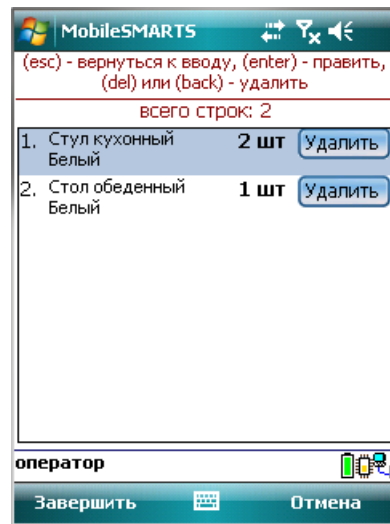 MobileSMARTS
(esc) - вернуться к вводу, (enter) - править,
(del) или (back) - удалить
всего строк: 2
1. Стул кухонный 2 шт Удалить
Белый
2. Стол обеденный 1 шт Удалить
Белый
оператор
Завершить Отмена